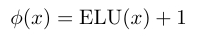 ϕ(x) = ELU(x) + 1